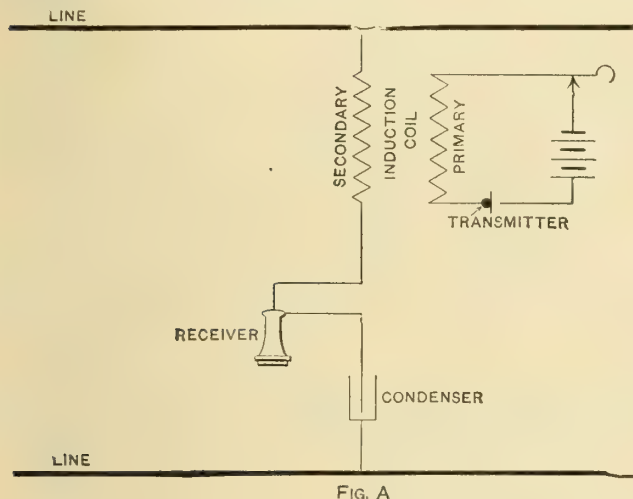 LINE
SECONDARY
INDUCTION
COIL
PRIMARY
TRANSMITTER
RECEIVER
CONDENSER
LINE
FIG. A